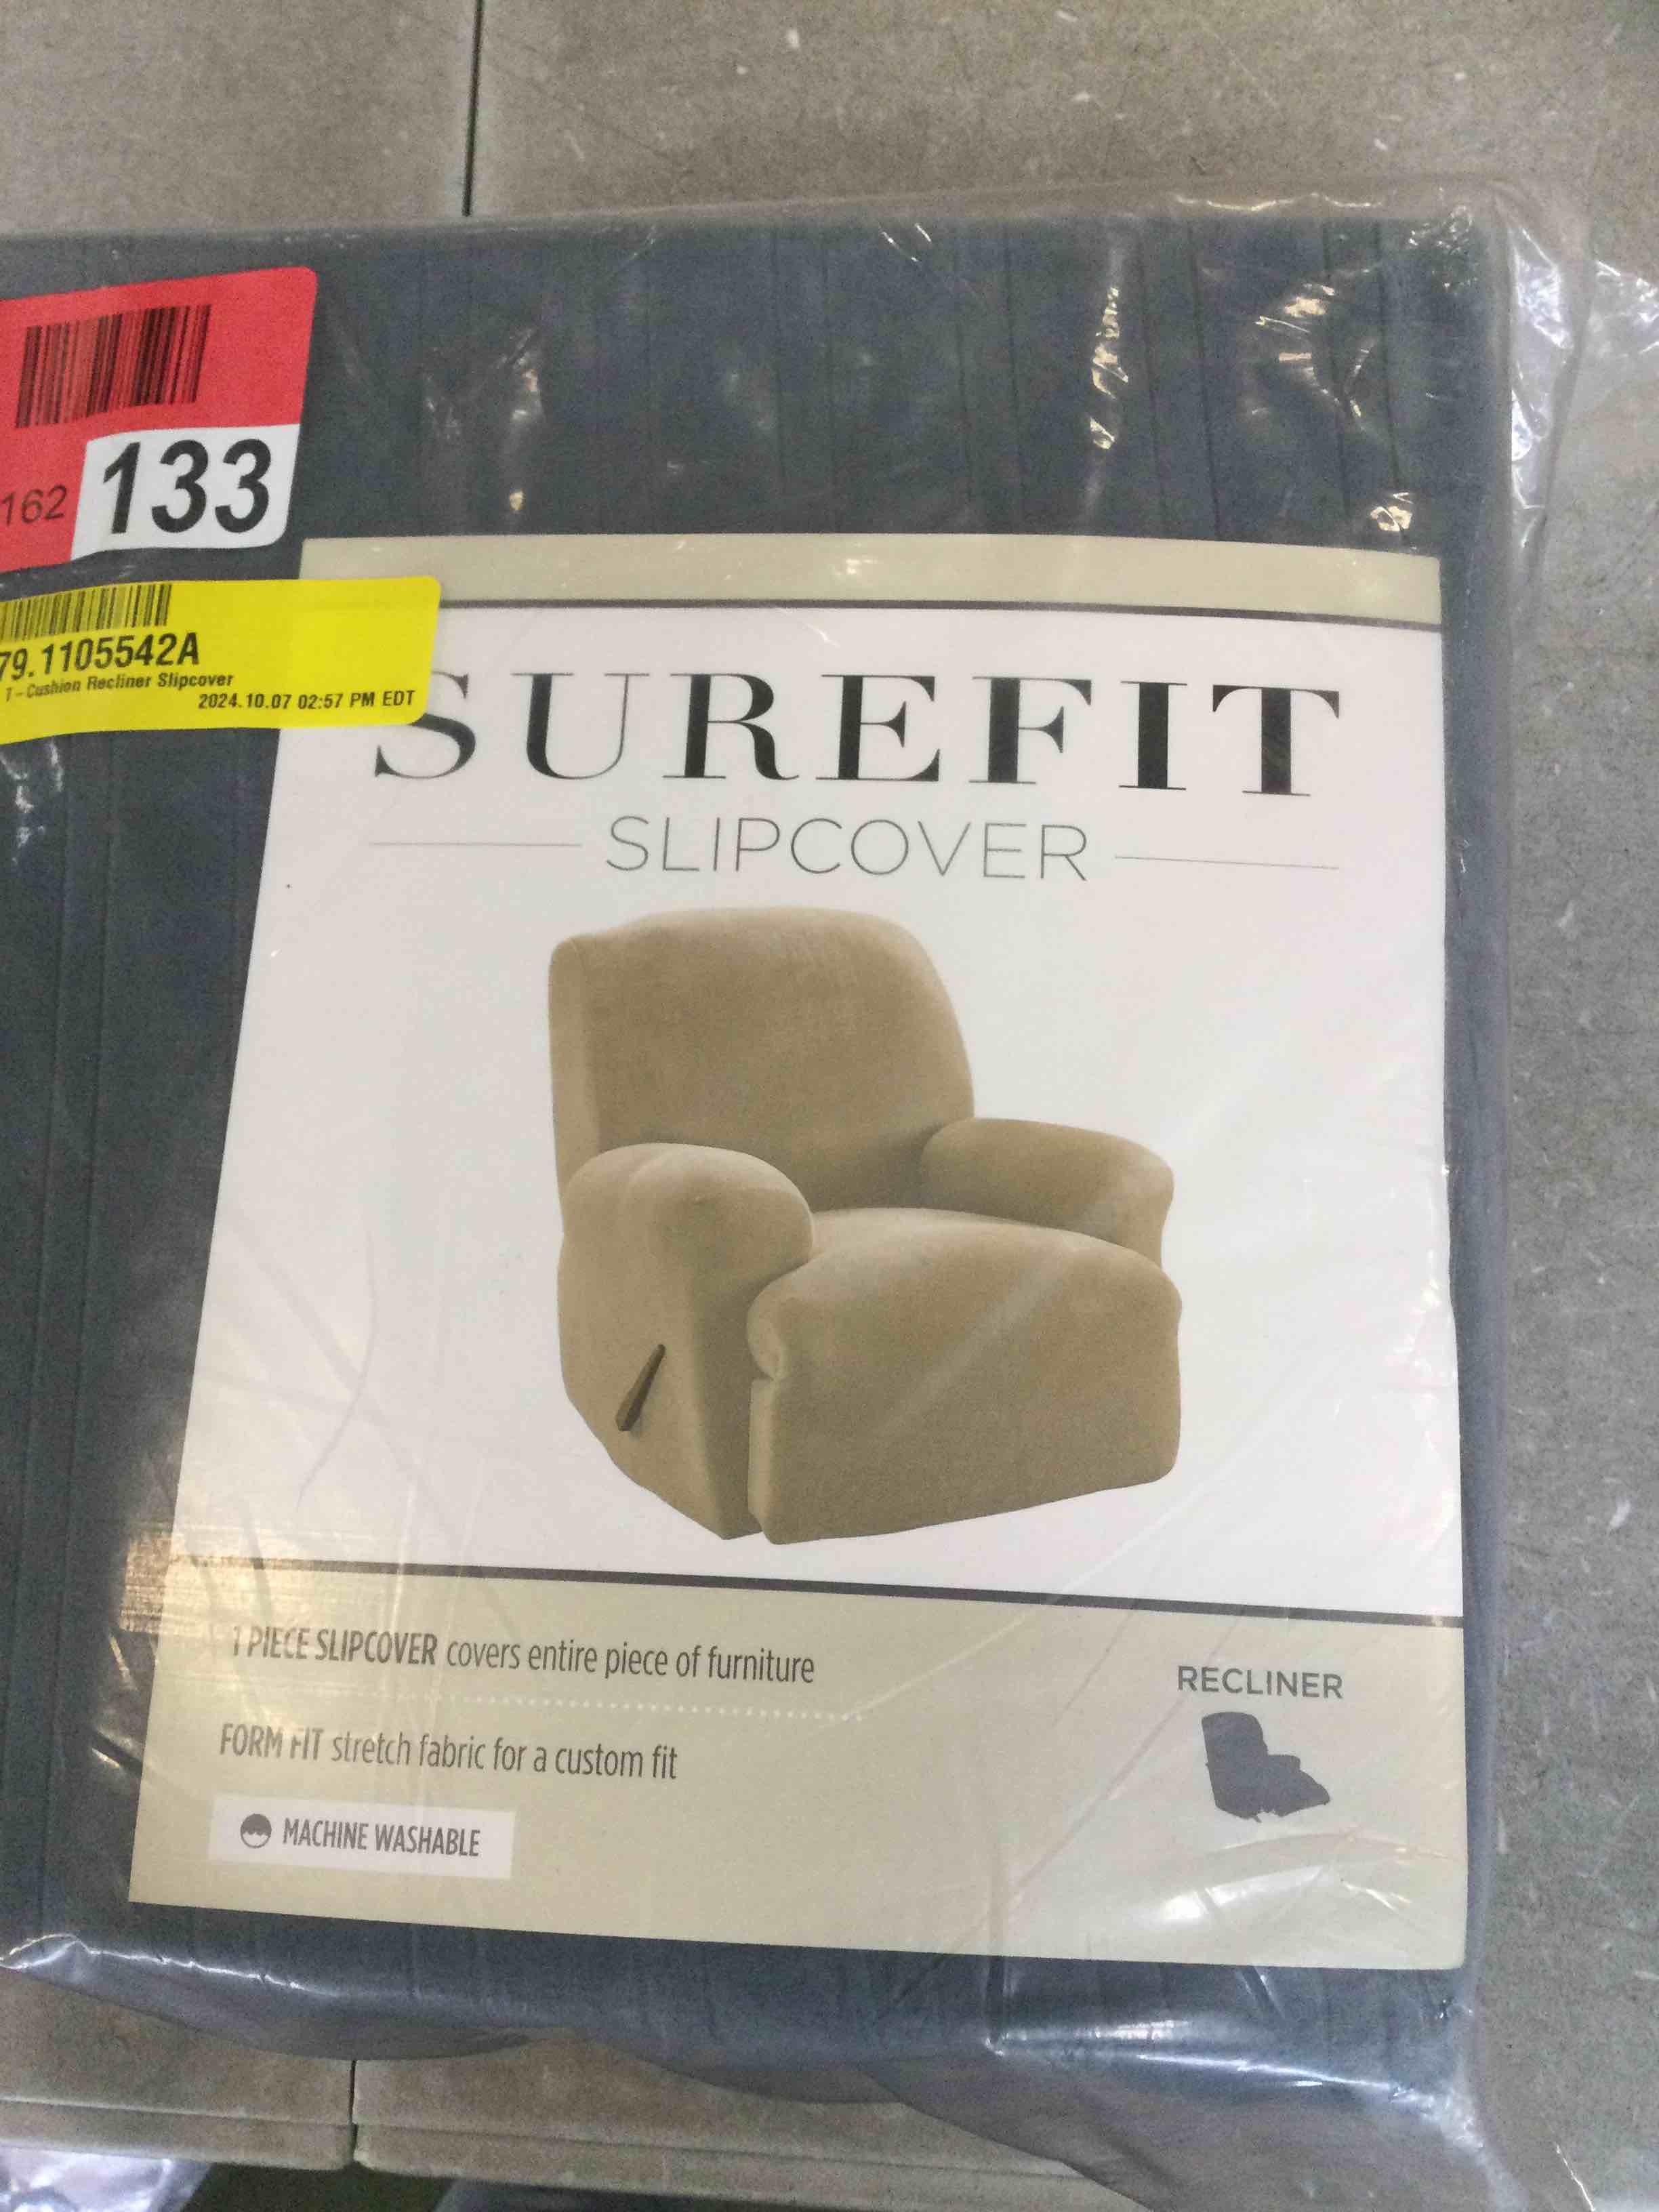 162 133
79.1105542A
T-Cushion Recliner Slipcover
2024.10.07 02:57 PM EDT
SUREFIT
SLIPCOVER
1 PIECE SLIPCOVER covers entire piece of furniture
FORM FIT stretch fabric for a custom fit
MACHINE WASHABLE
RECLINER